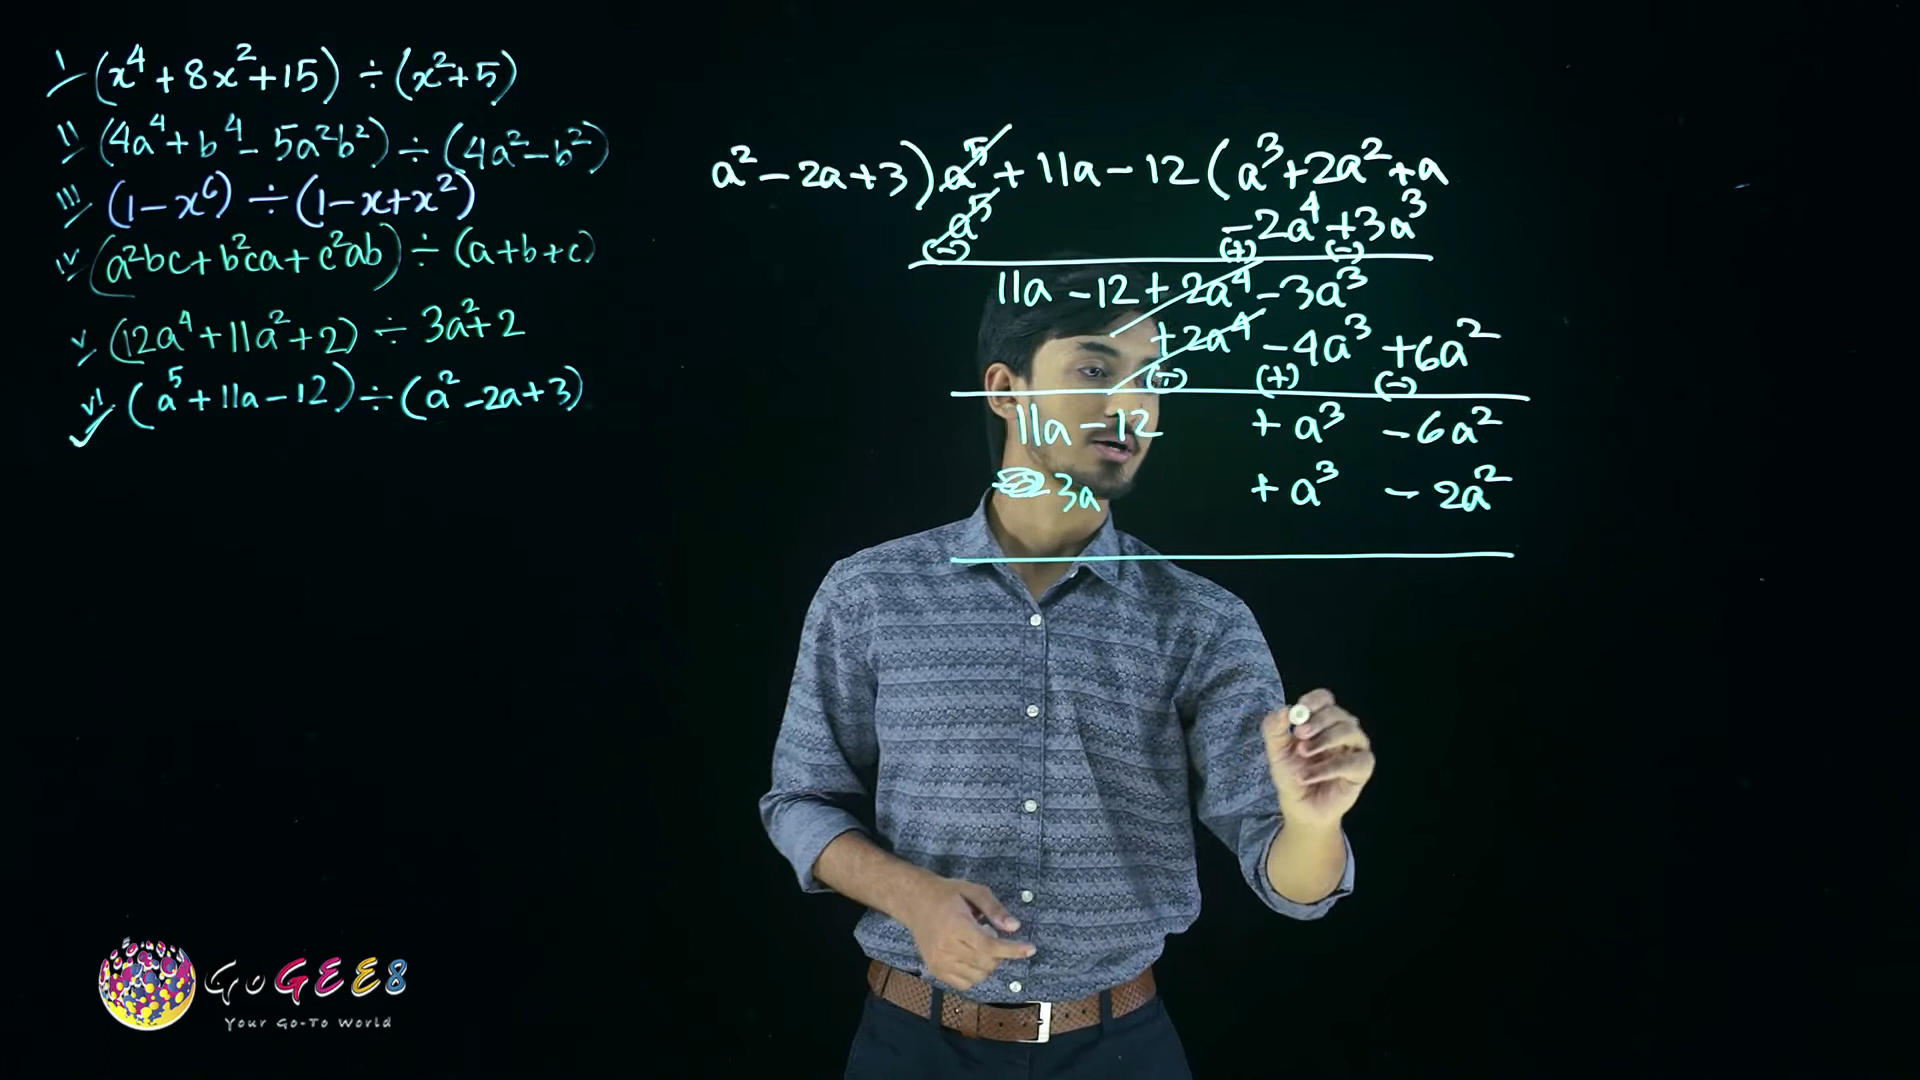 i) (x⁴ + 8x² + 15) ÷ (x² + 5)
ii) (4a⁴ + b⁴ - 5a²b²) ÷ (4a² - b²)
iii) (1 - x⁶) ÷ (1 - x + x²)
iv) (a²bc + b²ca + c²ab) ÷ (a + b + c)
v) (12a⁴ + 11a² + 2) ÷ 3a² + 2
vi) (a⁵ + 11a - 12) ÷ (a² - 2a + 3)
a² - 2a + 3) a⁵ + 11a - 12 (a³ + 2a² + a
a⁵ - 2a⁴ + 3a³
(-) (+) (-)
11a - 12 + 2a⁴ - 3a³
+ 2a⁴ - 4a³ + 6a²
(-) (+) (-)
11a - 12 + a³ - 6a²
3a + a³ - 2a²
GoGEE8
Your Go-To World